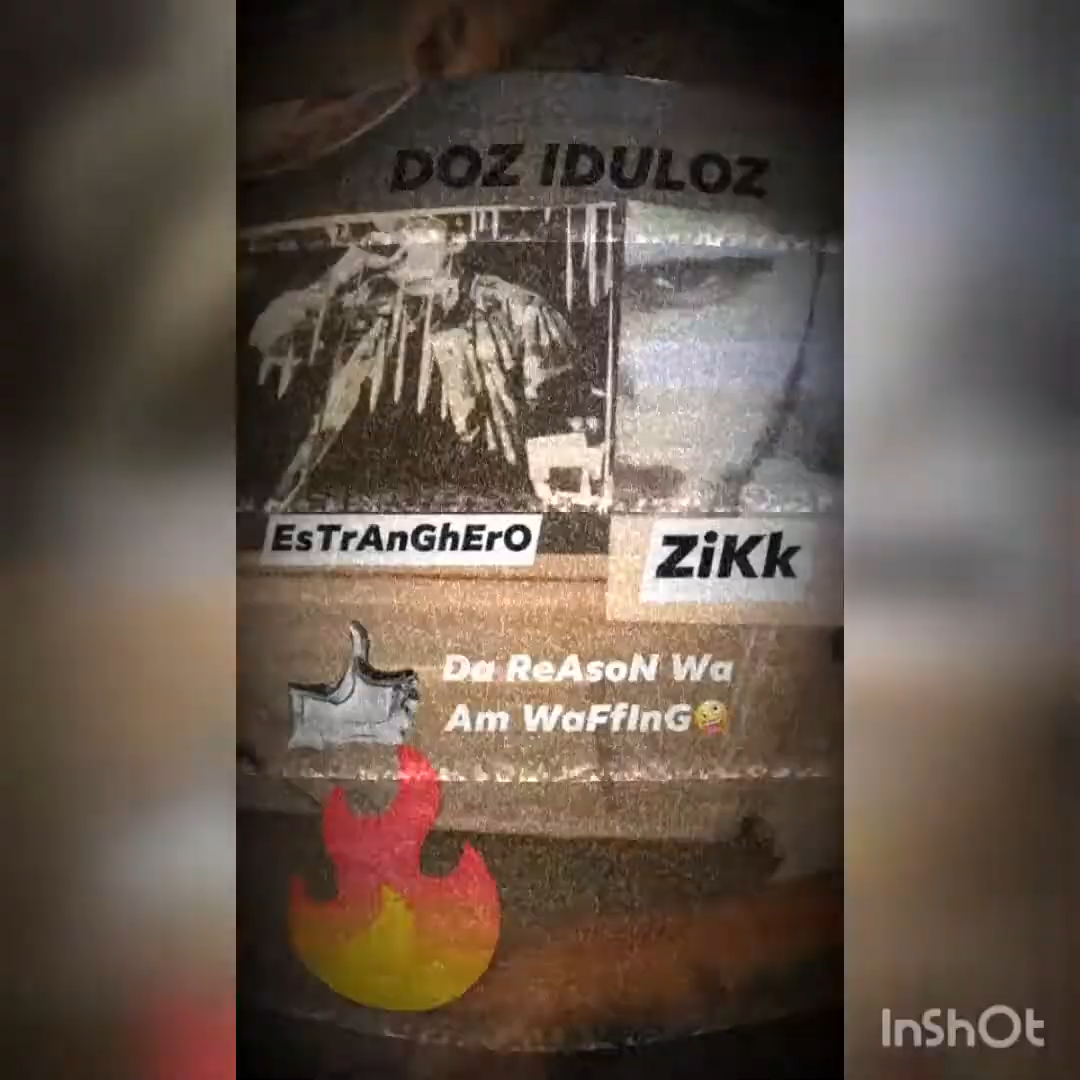 DOZ IDULOZ
EsTrAnGhErO
ZiKk
Da ReAsoN Wa
Am WaFfInG🤪
InShOt